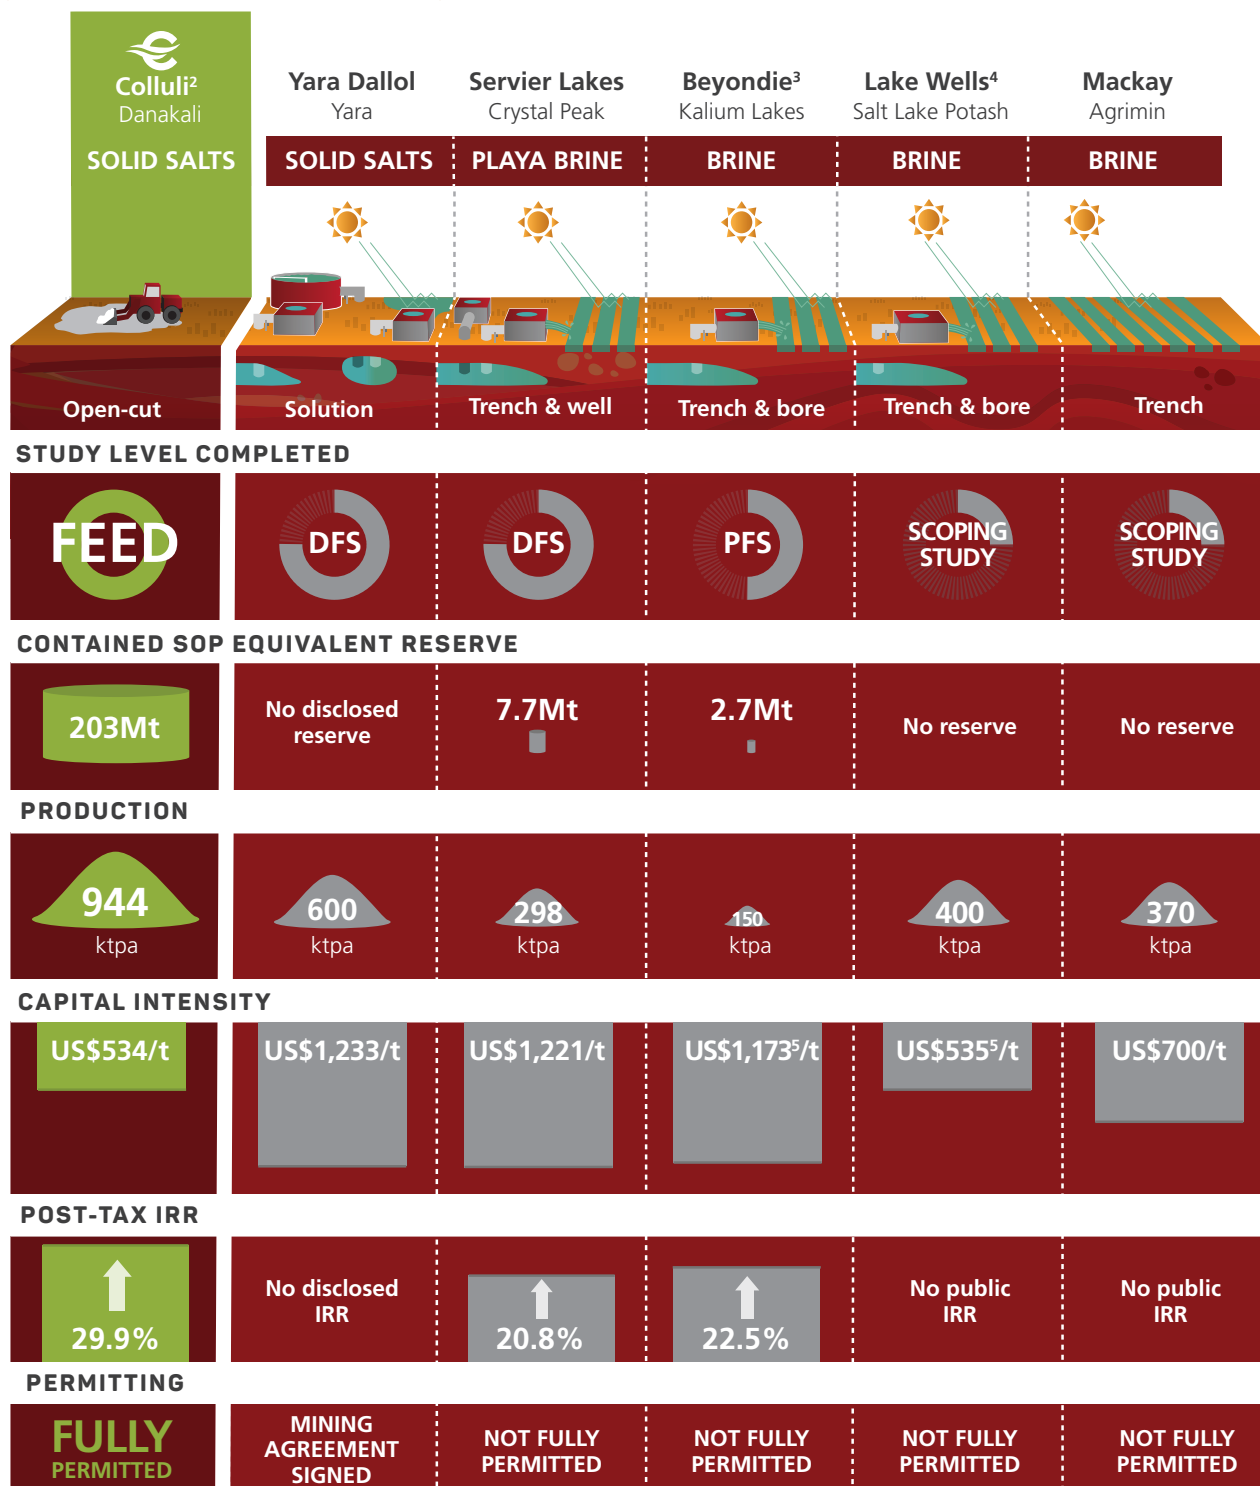 Colluli²
Danakali
SOLID SALTS
Yara Dallol
Yara
SOLID SALTS
Servier Lakes
Crystal Peak
PLAYA BRINE
Beyondie³
Kalium Lakes
BRINE
Lake Wells⁴
Salt Lake Potash
BRINE
Mackay
Agrimin
BRINE
Open-cut
Solution
Trench & well
Trench & bore
Trench & bore
Trench
STUDY LEVEL COMPLETED
FEED
DFS
DFS
PFS
SCOPING
STUDY
SCOPING
STUDY
CONTAINED SOP EQUIVALENT RESERVE
203Mt
No disclosed
reserve
7.7Mt
2.7Mt
No reserve
No reserve
PRODUCTION
944
ktpa
600
ktpa
298
ktpa
150
ktpa
400
ktpa
370
ktpa
CAPITAL INTENSITY
US$534/t
US$1,233/t
US$1,221/t
US$1,173⁵/t
US$535⁵/t
US$700/t
POST-TAX IRR
29.9%
No disclosed
IRR
20.8%
22.5%
No public
IRR
No public
IRR
PERMITTING
FULLY
PERMITTED
MINING
AGREEMENT
SIGNED
NOT FULLY
PERMITTED
NOT FULLY
PERMITTED
NOT FULLY
PERMITTED
NOT FULLY
PERMITTED